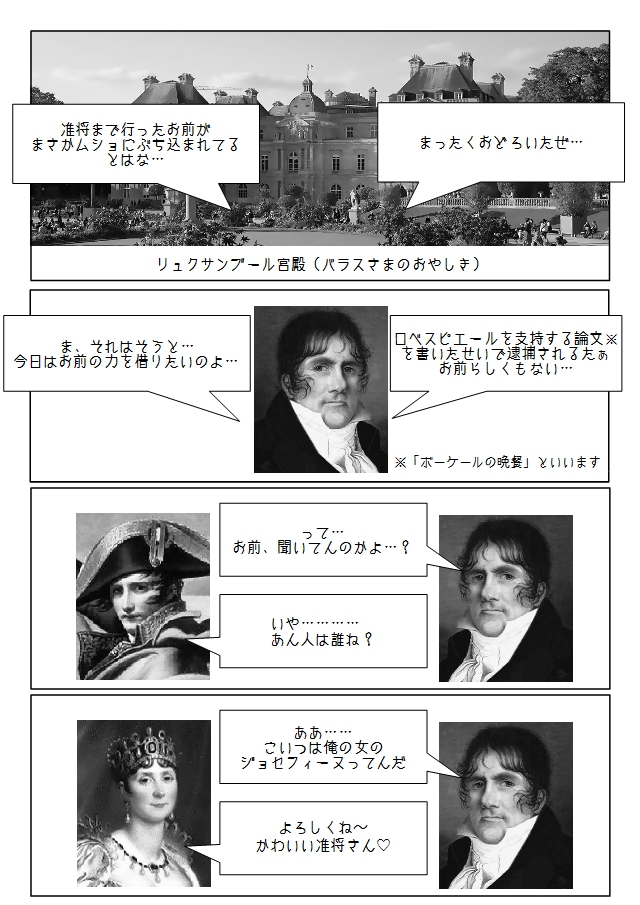 まったくおどろいたぜ…
准将まで行ったお前が
まさかムショにぶち込まれてる
とはな…
リュクサンブール宮殿（バラスさまのおやしき）
ロベスピエールを支持する論文※
を書いたせいで逮捕されるたぁ
お前らしくもない…
ま、それはそうと…
今日はお前の力を借りたいのよ…
※「ボーケールの晩餐」といいます
って…
お前、聞いてんのかよ…？
いや…………
あん人は誰ね？
ああ……
こいつは俺の女の
ジョセフィーヌってんだ
よろしくね～
かわいい准将さん♡